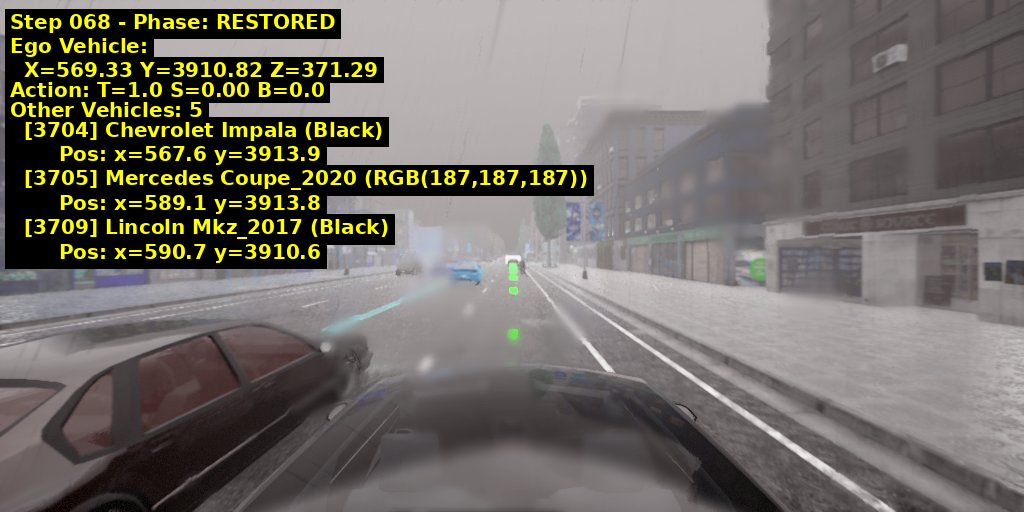 Step 068 - Phase: RESTORED
Ego Vehicle:
X=569.33 Y=3910.82 Z=371.29
Action: T=1.0 S=0.00 B=0.0
Other Vehicles: 5
[3704] Chevrolet Impala (Black)
Pos: x=567.6 y=3913.9
[3705] Mercedes Coupe_2020 (RGB(187,187,187))
Pos: x=589.1 y=3913.8
[3709] Lincoln Mkz_2017 (Black)
Pos: x=590.7 y=3910.6